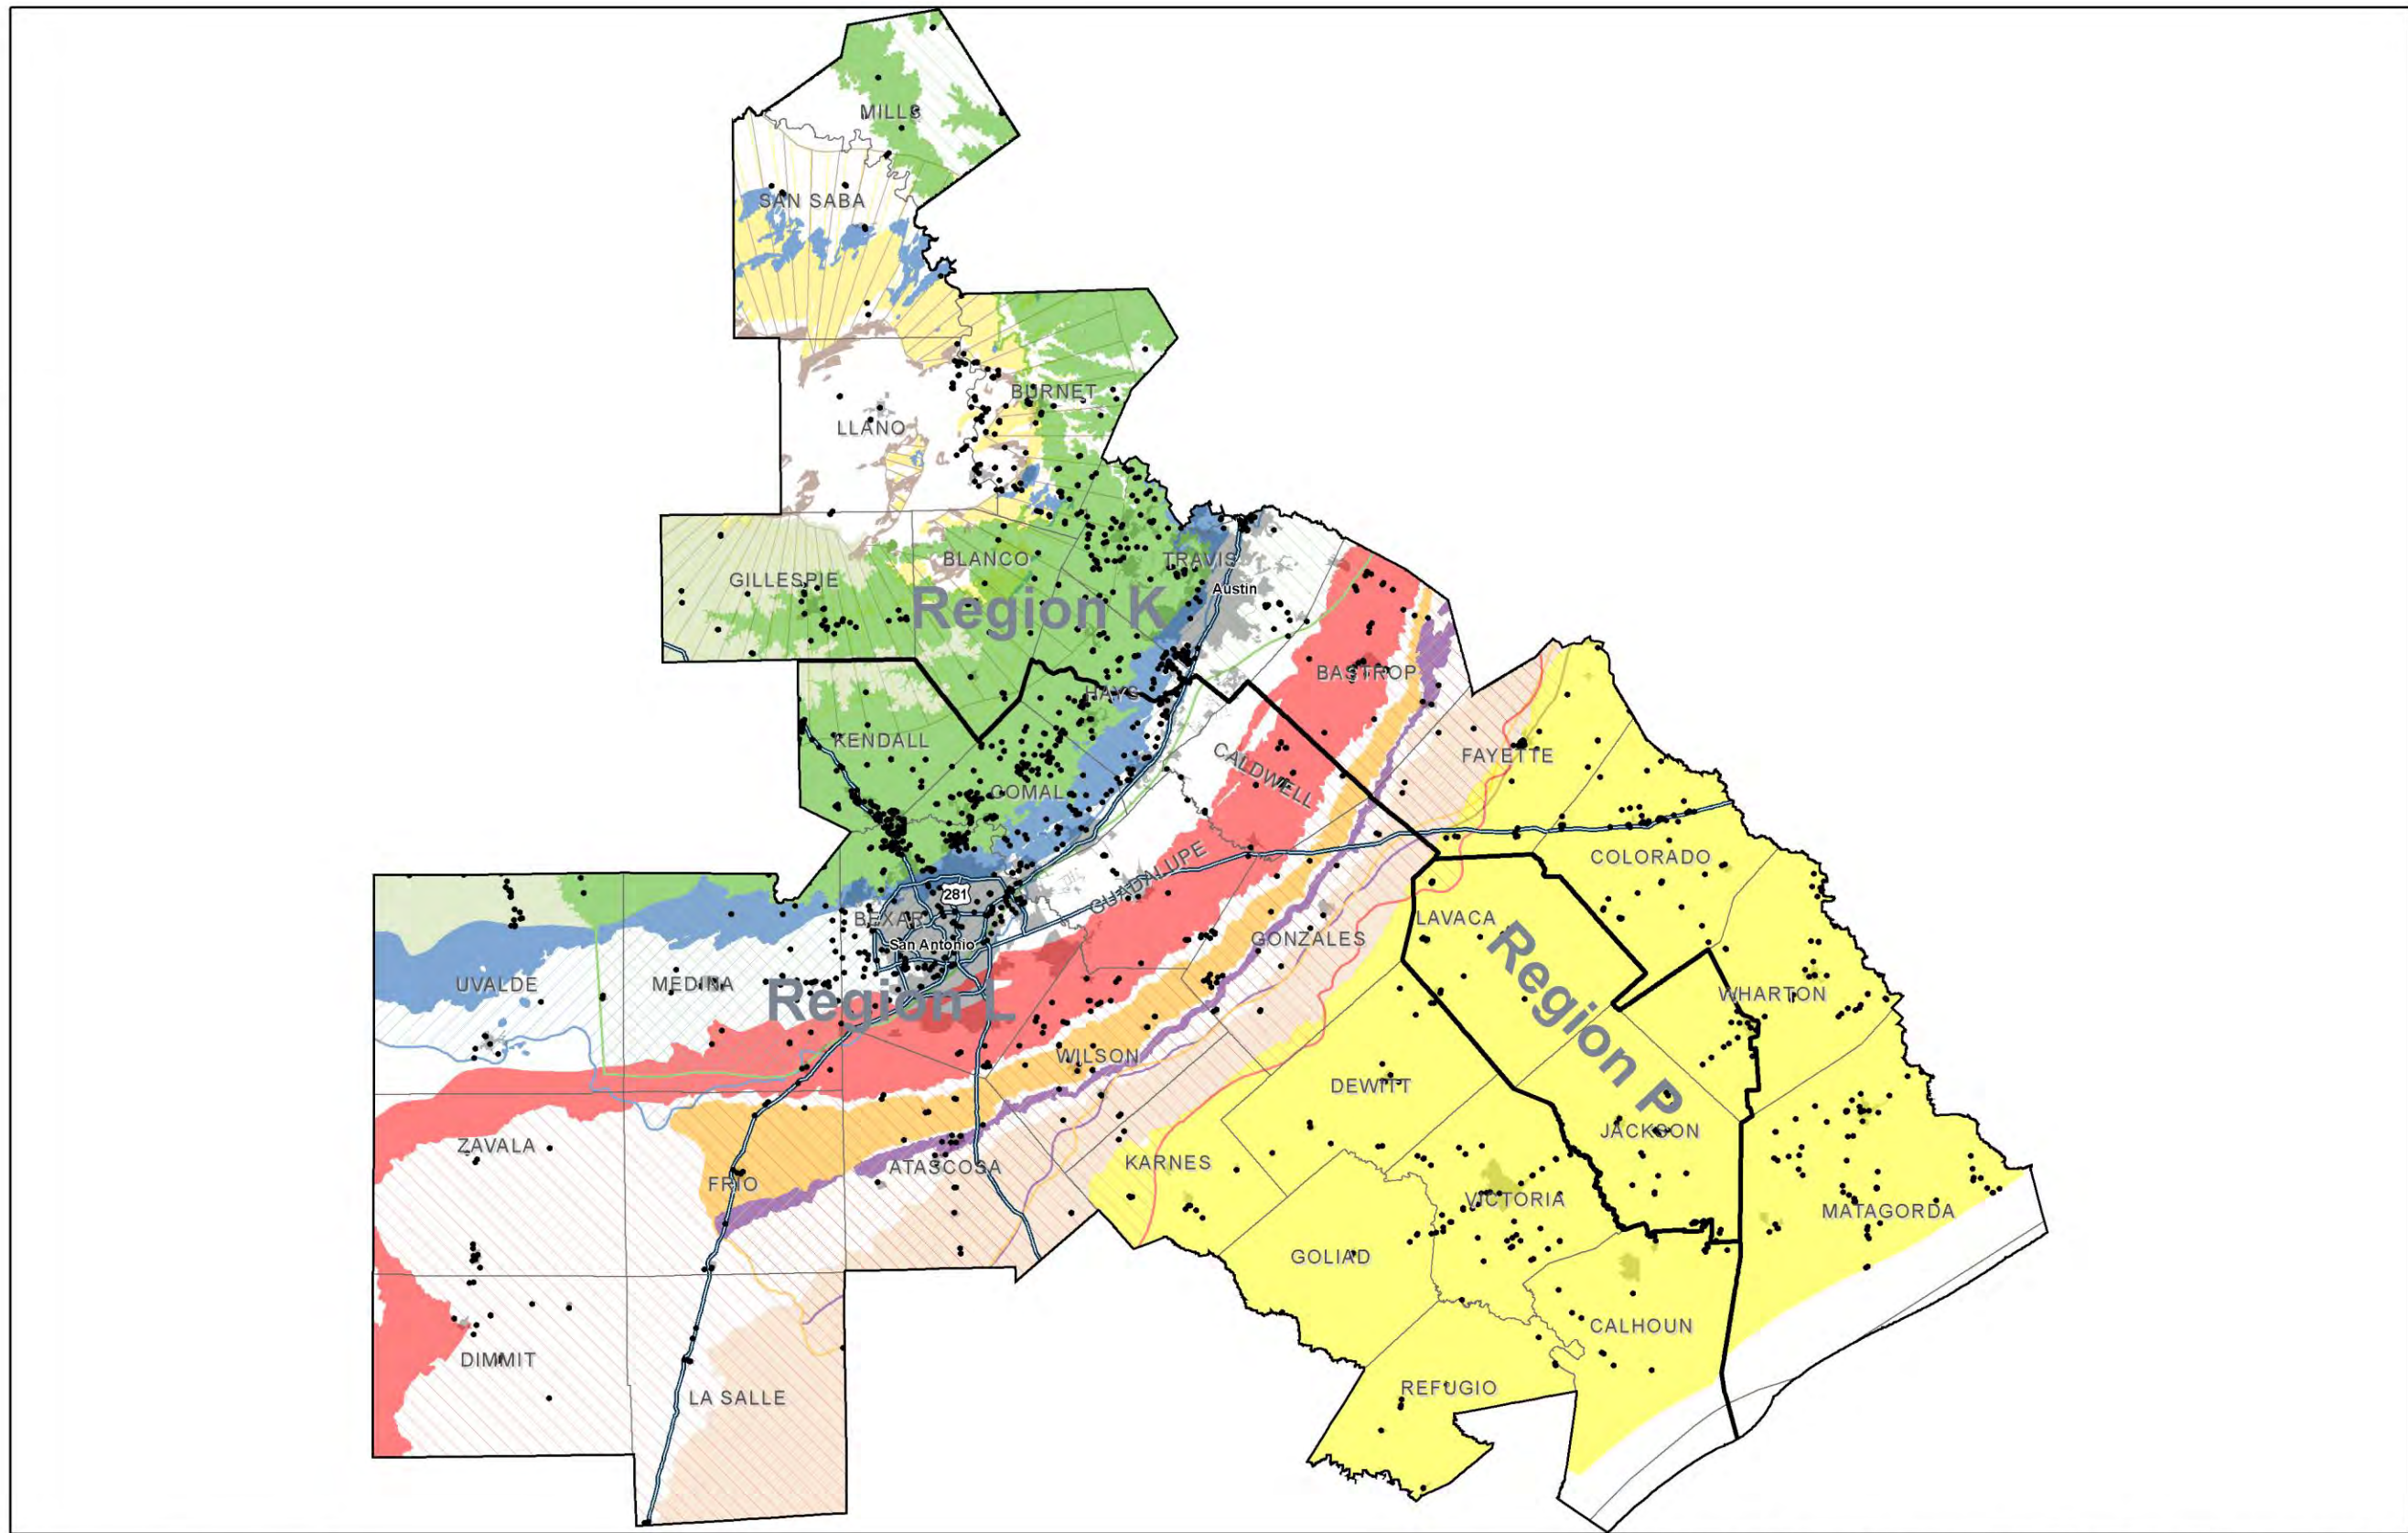 MILLS
SAN SABA
BURNET
LLANO
BLANCO
TRAVIS
GILLESPIE
Austin
Region K
BASTROP
HAYS
KENDALL
FAYETTE
CALDWELL
COMAL
COLORADO
GUADALUPE
281
BEXAR
LAVACA
San Antonio
GONZALES
UVALDE
MEDINA
Region L
Region P
WHARTON
WILSON
DEWITT
JACKSON
ZAVALA
KARNES
ATASCOSA
FRIO
VICTORIA
MATAGORDA
GOLIAD
CALHOUN
DIMMIT
REFUGIO
LA SALLE